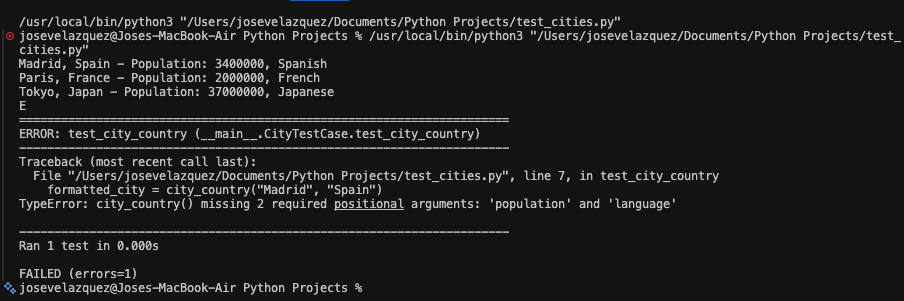 /usr/local/bin/python3 "/Users/josevelazquez/Documents/Python Projects/test_cities.py"
josevelazquez@Joses-MacBook-Air Python Projects % /usr/local/bin/python3 "/Users/josevelazquez/Documents/Python Projects/test_
cities.py"
Madrid, Spain - Population: 3400000, Spanish
Paris, France - Population: 2000000, French
Tokyo, Japan - Population: 37000000, Japanese
E
======================================================================
ERROR: test_city_country (__main__.CityTestCase.test_city_country)
----------------------------------------------------------------------
Traceback (most recent call last):
  File "/Users/josevelazquez/Documents/Python Projects/test_cities.py", line 7, in test_city_country
    formatted_city = city_country("Madrid", "Spain")
TypeError: city_country() missing 2 required positional arguments: 'population' and 'language'
----------------------------------------------------------------------
Ran 1 test in 0.000s
FAILED (errors=1)
josevelazquez@Joses-MacBook-Air Python Projects %